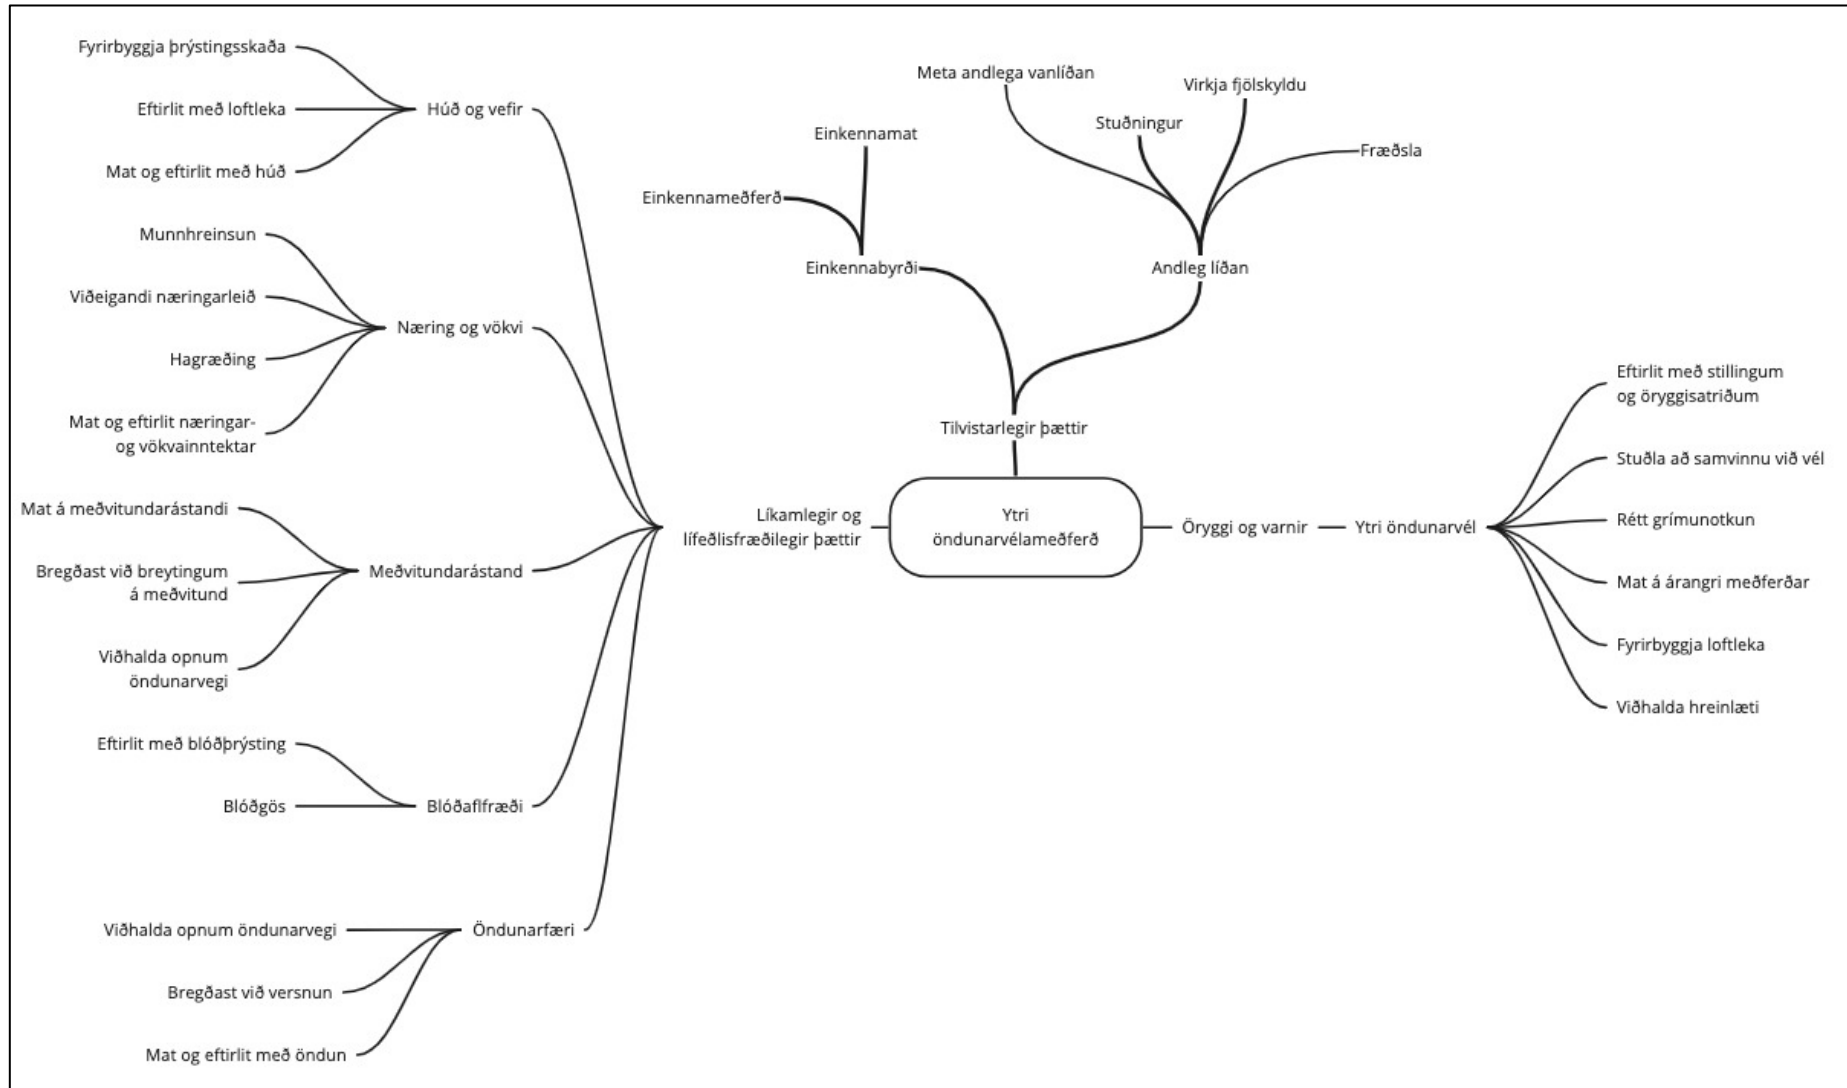 Fyrirbyggja þrýstingsskaða
Eftirlit með loftleka
Húð og vefir
Mat og eftirlit með húð
Munnhreinsun
Viðeigandi næringarleið
Næring og vökvi
Hagræðing
Mat og eftirlit næringar-
og vökvainntektar
Mat á meðvitundarástandi
Bregðast við breytingum
á meðvitund
Meðvitundarástand
Viðhalda opnum
öndunarvegi
Eftirlit með blóðþrýsting
Blóðgös
Blóðaflfræði
Viðhalda opnum öndunarvegi
Öndunarfæri
Bregðast við versnun
Mat og eftirlit með öndun
Líkamlegir og
lífeðlisfræðilegir þættir
Meta andlega vanlíðan
Virkja fjölskyldu
Stuðningur
Fræðsla
Einkennamat
Einkennameðferð
Einkennabyrði
Andleg líðan
Tilvistarlegir þættir
Ytri
öndunarvélameðferð
Öryggi og varnir
Ytri öndunarvél
Eftirlit með stillingum
og öryggisatriðum
Stuðla að samvinnu við vél
Rétt grímunotkun
Mat á árangri meðferðar
Fyrirbyggja loftleka
Viðhalda hreinlæti